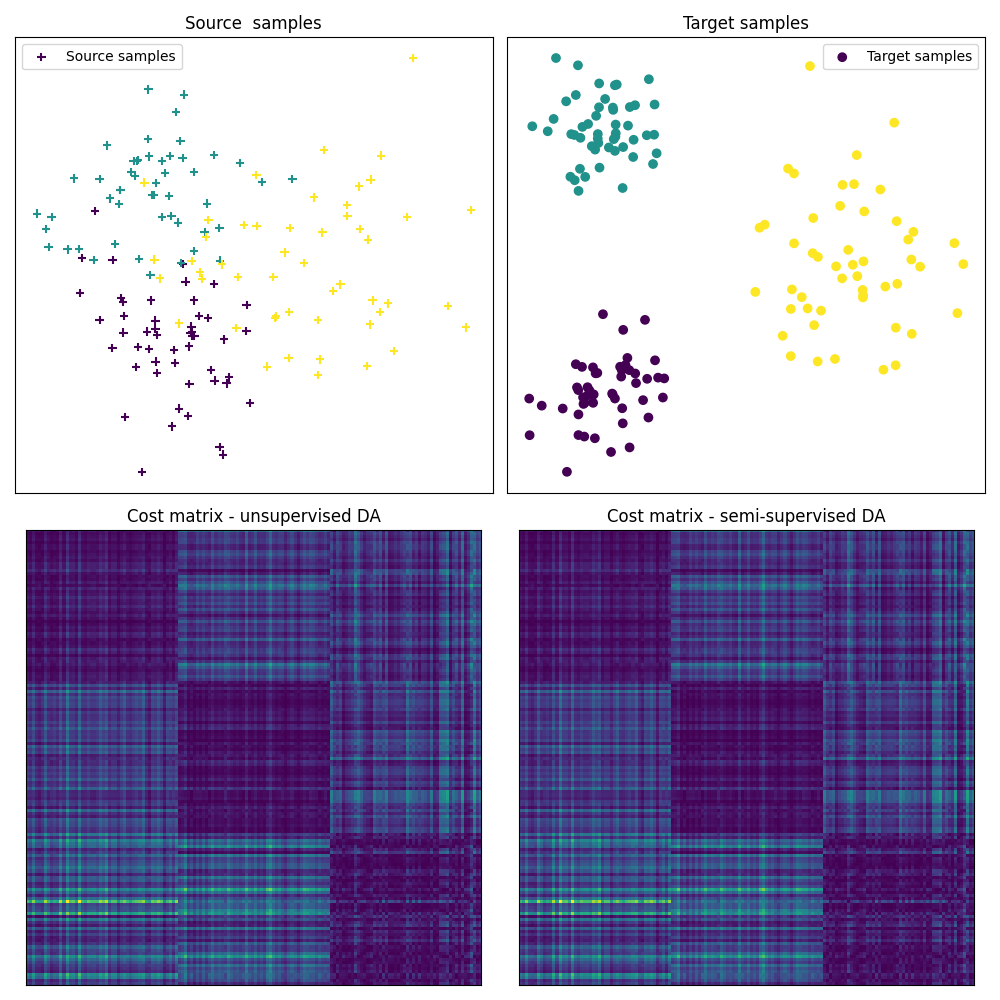 Source  samples
Source samples
Target samples
Target samples
Cost matrix - unsupervised DA
Cost matrix - semi-supervised DA